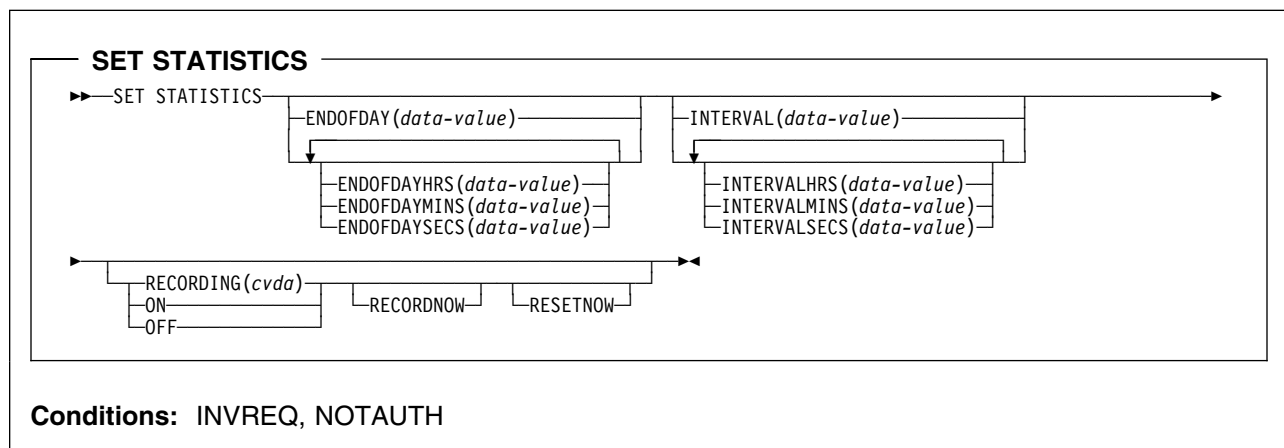 SET STATISTICS
SET STATISTICS
ENDOFDAY(data-value) INTERVAL(data-value)
ENDOFDAYHRS(data-value) INTERVALHRS(data-value)
ENDOFDAYMINS(data-value) INTERVALMINS(data-value)
ENDOFDAYSECS(data-value) INTERVALSECS(data-value)
RECORDING(cvda)
ON RECORDNOW RESETNOW
OFF
Conditions: INVREQ, NOTAUTH